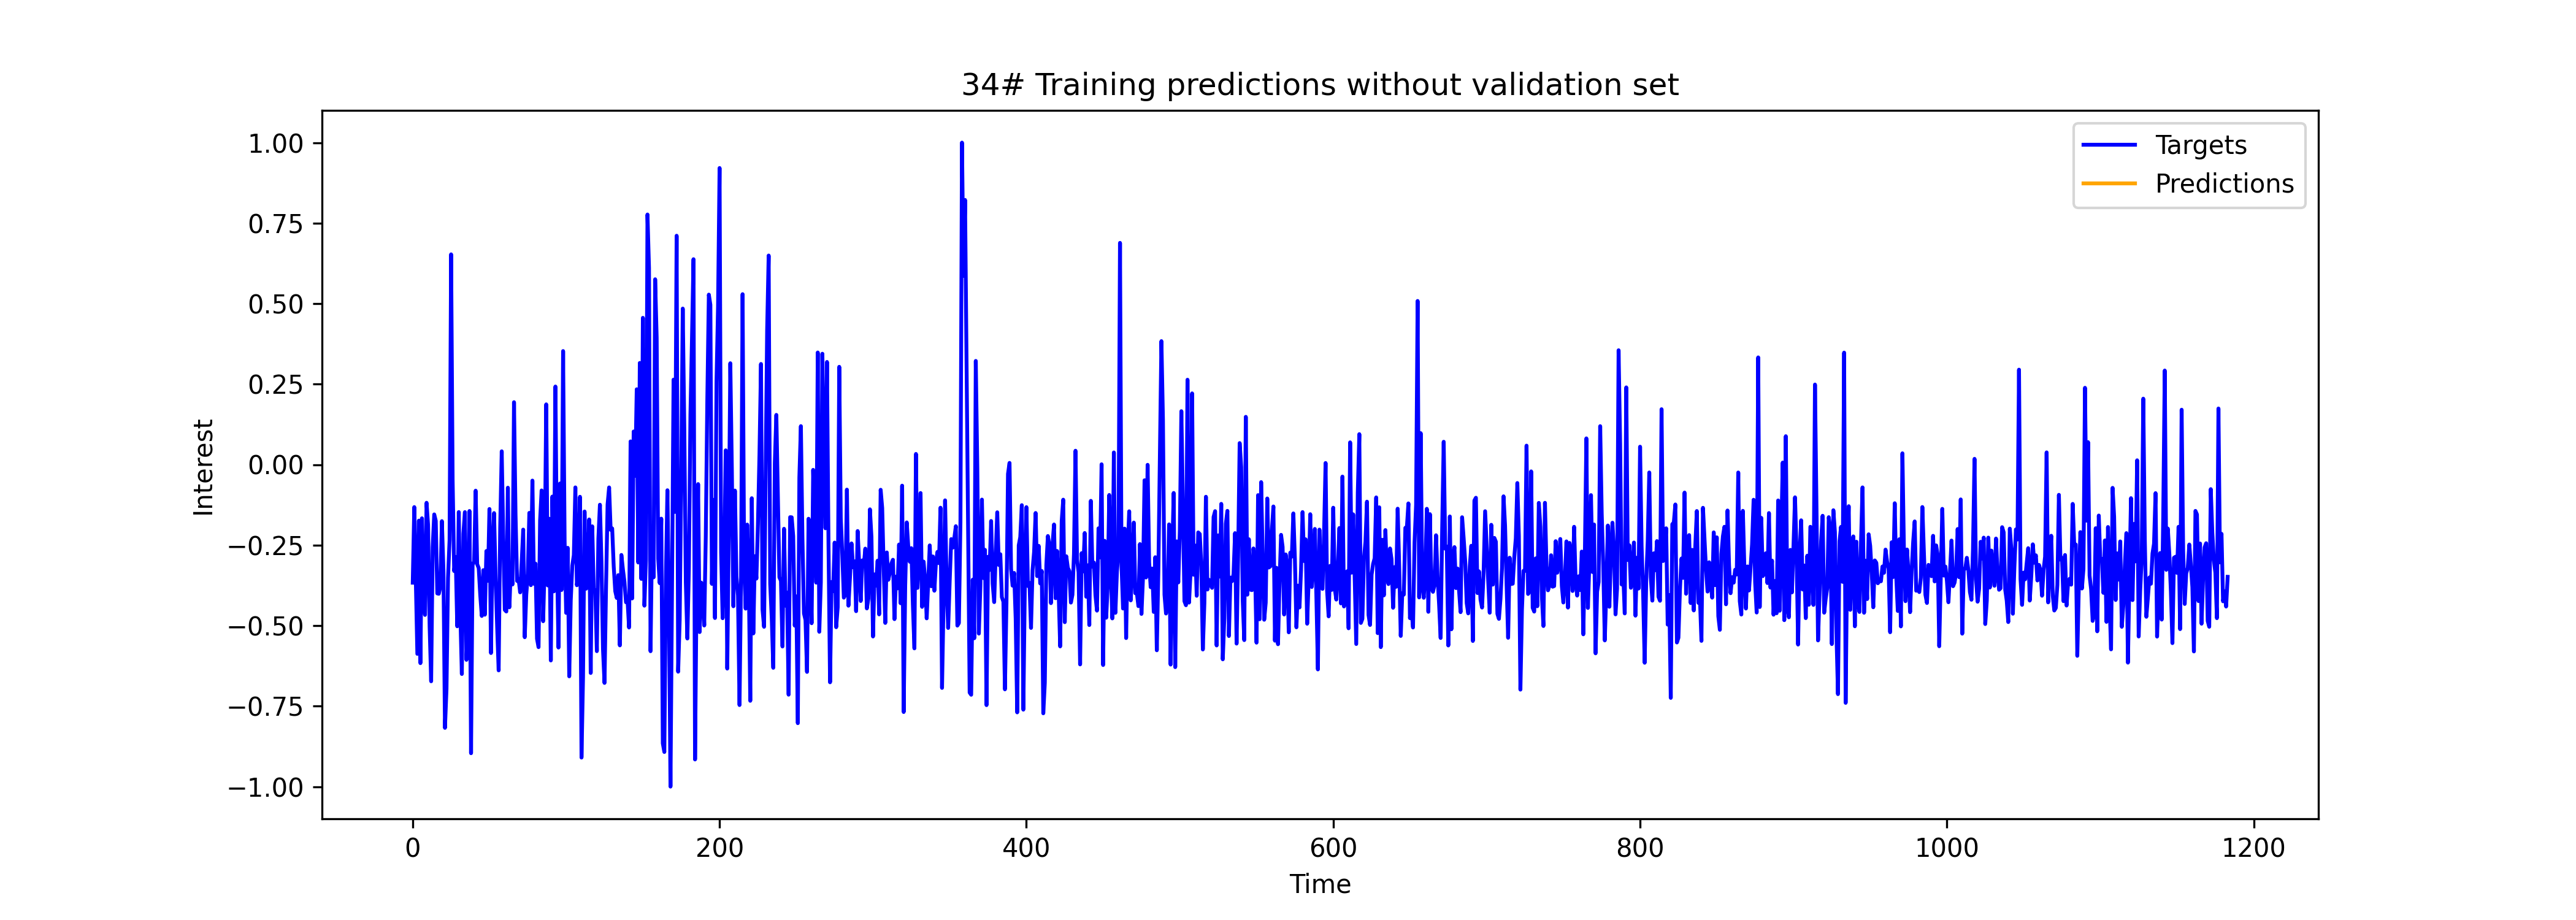 34# Training predictions without validation set
Targets
Predictions
1.00
0.75
0.50
0.25
0.00
−0.25
−0.50
−0.75
−1.00
Interest
0 200 400 600 800 1000 1200
Time